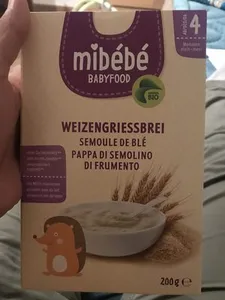 4
mibébé
BABYFOOD
BIO
WEIZENGRIESSBREI
SEMOULE DE BLÉ
PAPPA DI SEMOLINO
DI FRUMENTO
200g